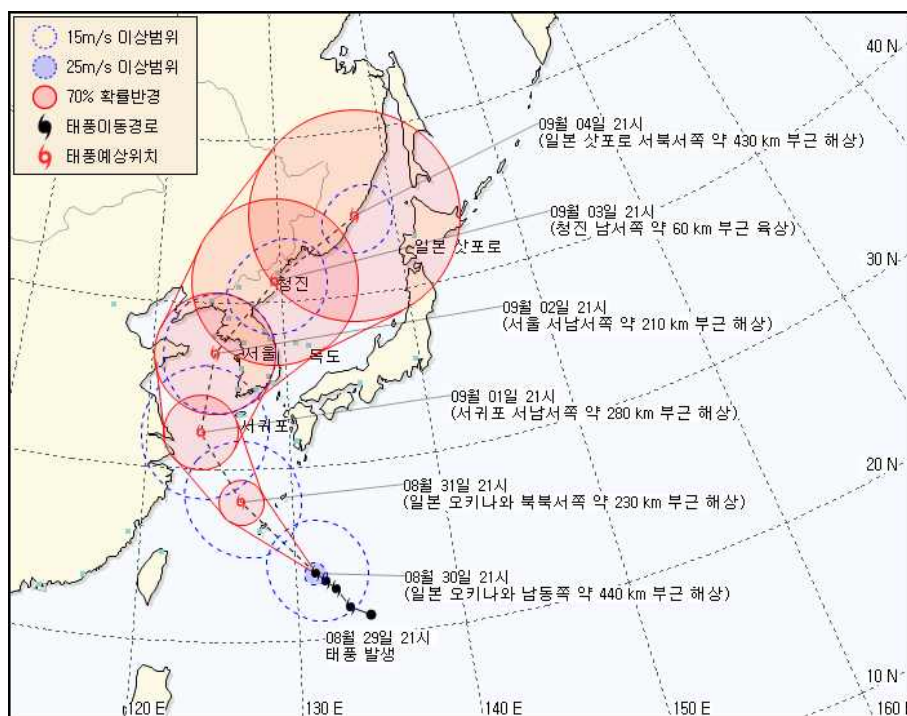 15m/s 이상범위
25m/s 이상범위
70% 확률반경
태풍이동경로
태풍예상위치
40 N
09월 04일 21시
(일본 삿포로 서북서쪽 약 430 km 부근 해상)
09월 03일 21시
(청진 남서쪽 약 60 km 부근 육상)
일본 삿포로
30 N
청진
09월 02일 21시
(서울 서남서쪽 약 210 km 부근 해상)
서울
독도
09월 01일 21시
(서귀포 서남서쪽 약 280 km 부근 해상)
서귀포
20 N
08월 31일 21시
(일본 오키나와 북북서쪽 약 230 km 부근 해상)
08월 30일 21시
(일본 오키나와 남동쪽 약 440 km 부근 해상)
08월 29일 21시
태풍 발생
10 N
120 E
130 E
140 E
150 E
160 E